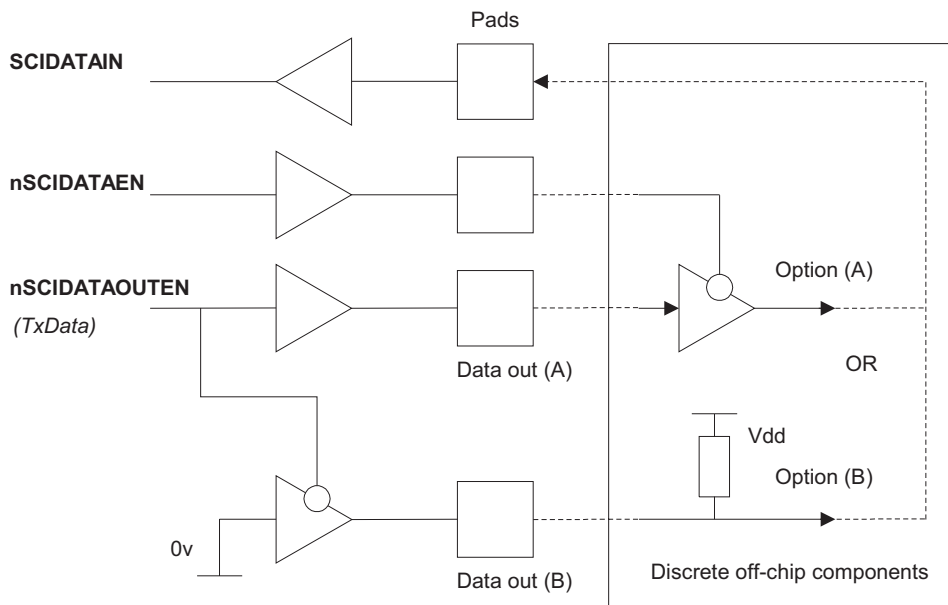 Pads
SCIDATAIN
nSCIDATAEN
nSCIDATAOUTEN
(TxData)
Option (A)
Data out (A)
OR
Vdd
Option (B)
0v
Data out (B)
Discrete off-chip components